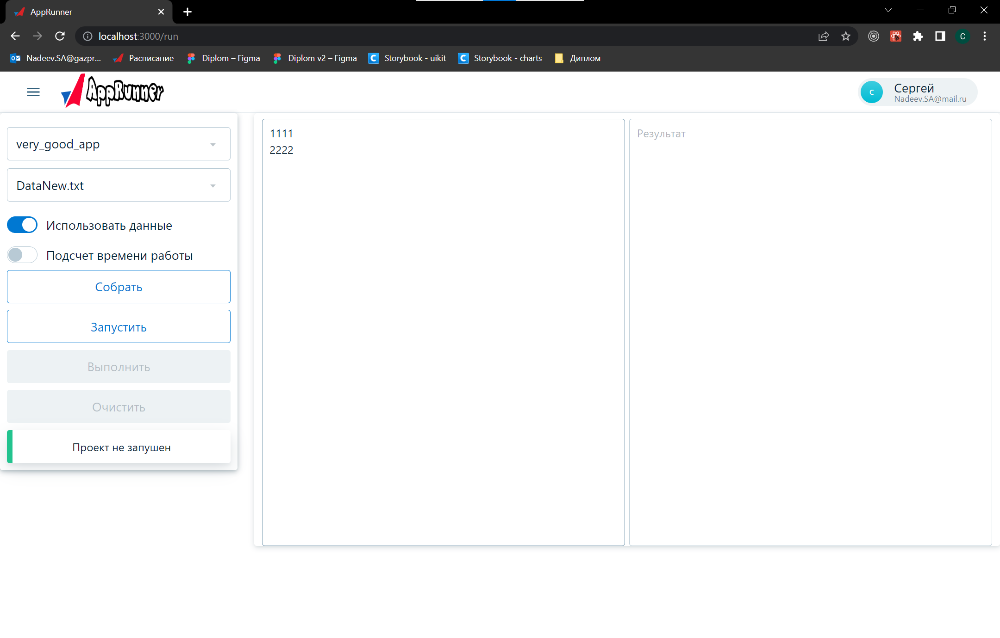 AppRunner
localhost:3000/run
C
Nadeev.SA@gazpr...
Расписание
Diplom – Figma
Diplom v2 – Figma
Storybook - uikit
Storybook - charts
Диплом
AppRunner
С
Сергей
Nadeev.SA@mail.ru
very_good_app
DataNew.txt
Использовать данные
Подсчет времени работы
Собрать
Запустить
Выполнить
Очистить
Проект не запушен
1111
2222
Результат